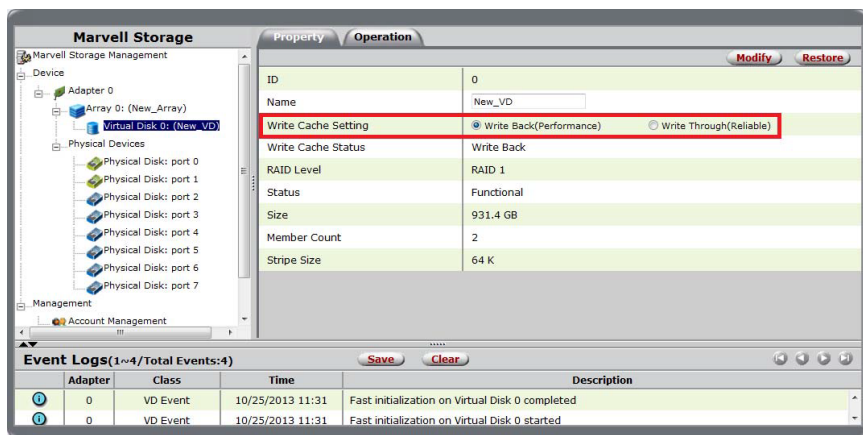 Marvell Storage
Property
Operation
Marvell Storage Management
Device
Adapter 0
Array 0: (New_Array)
Virtual Disk 0: (New_VD)
Physical Devices
Physical Disk: port 0
Physical Disk: port 1
Physical Disk: port 2
Physical Disk: port 3
Physical Disk: port 4
Physical Disk: port 5
Physical Disk: port 6
Physical Disk: port 7
Management
Account Management
Modify Restore
ID 0
Name New_VD
Write Cache Setting Write Back(Performance) Write Through(Reliable)
Write Cache Status Write Back
RAID Level RAID 1
Status Functional
Size 931.4 GB
Member Count 2
Stripe Size 64 K
Event Logs(1~4/Total Events:4) Save Clear
Adapter Class Time Description
0 VD Event 10/25/2013 11:31 Fast initialization on Virtual Disk 0 completed
0 VD Event 10/25/2013 11:31 Fast initialization on Virtual Disk 0 started